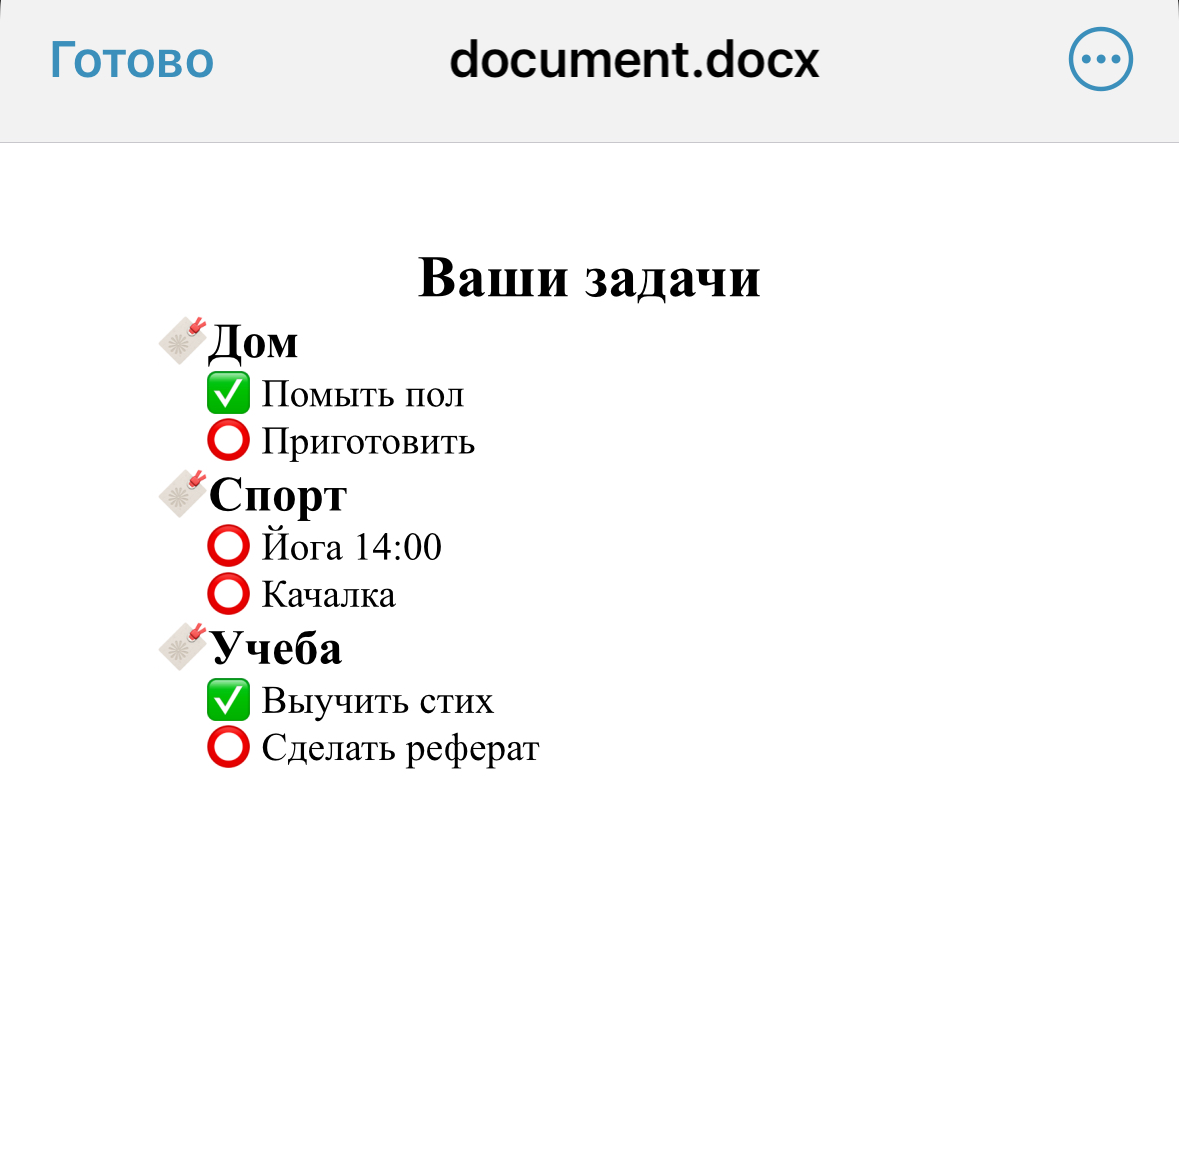 Готово
document.docx
Ваши задачи
🏷️Дом
✅ Помыть пол
⭕ Приготовить
🏷️Спорт
⭕ Йога 14:00
⭕ Качалка
🏷️Учеба
✅ Выучить стих
⭕ Сделать реферат